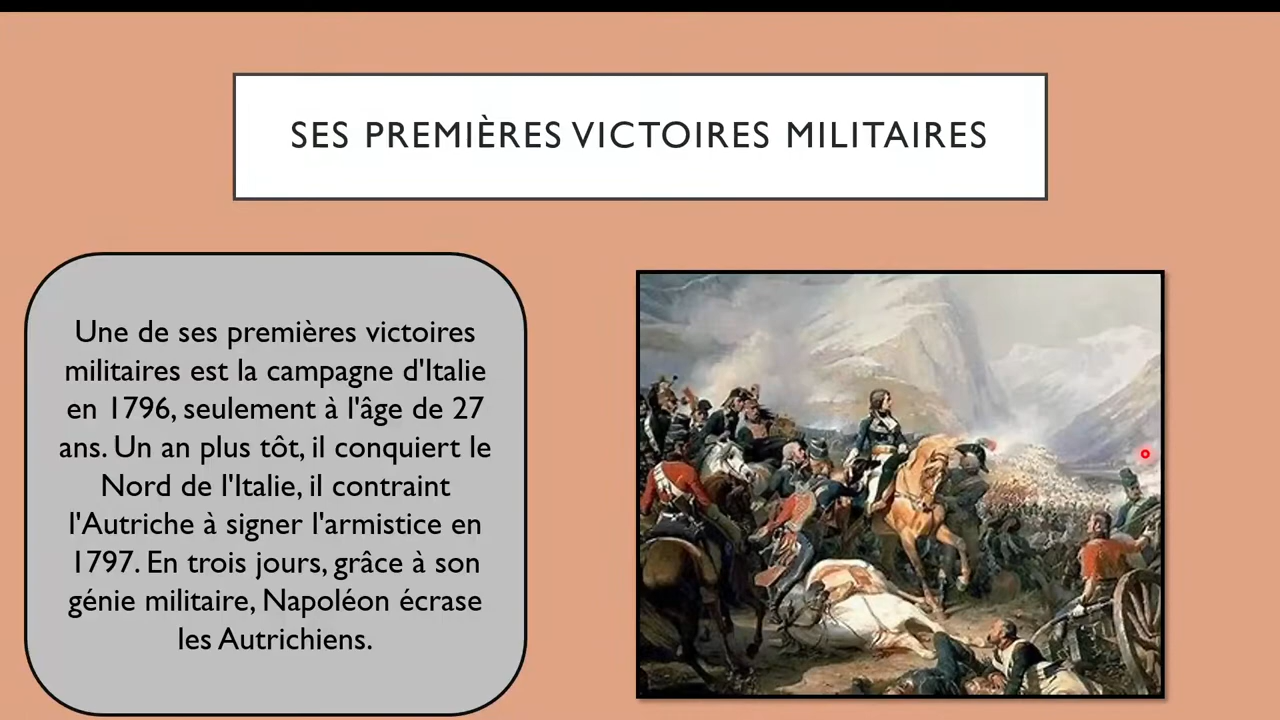 SES PREMIÈRES VICTOIRES MILITAIRES
Une de ses premières victoires
militaires est la campagne d'Italie
en 1796, seulement à l'âge de 27
ans. Un an plus tôt, il conquiert le
Nord de l'Italie, il contraint
l'Autriche à signer l'armistice en
1797. En trois jours, grâce à son
génie militaire, Napoléon écrase
les Autrichiens.